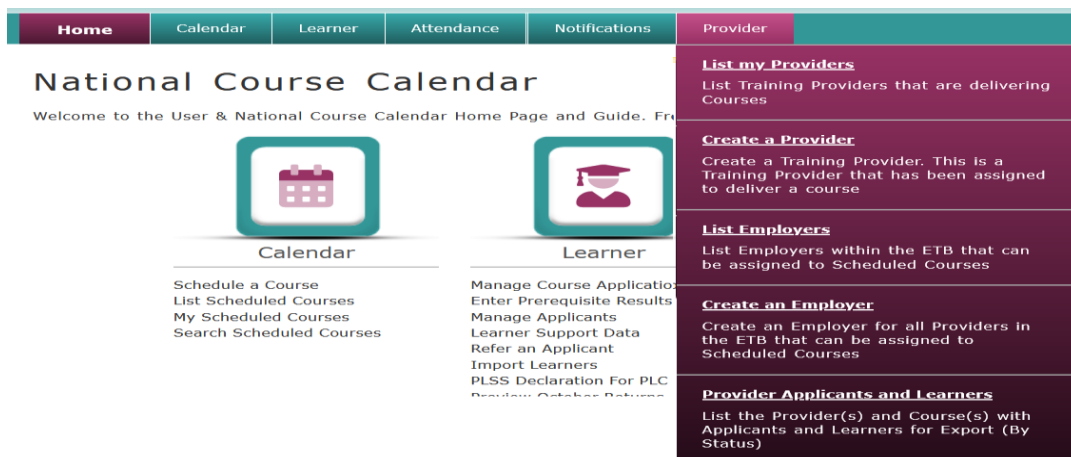 Home
Calendar
Learner
Attendance
Notifications
Provider
National Course Calendar
Welcome to the User & National Course Calendar Home Page and Guide.
Calendar
Schedule a Course
List Scheduled Courses
My Scheduled Courses
Search Scheduled Courses
Learner
Manage Course
Enter Prerequisite Results
Manage Applicants
Learner Support Data
Refer an Applicant
Import Learners
PLSS Declaration For PLC
List my Providers
List Training Providers that are delivering
Courses
Create a Provider
Create a Training Provider. This is a
Training Provider that has been assigned
to deliver a course
List Employers
List Employers within the ETB that can
be assigned to Scheduled Courses
Create an Employer
Create an Employer for all Providers in
the ETB that can be assigned to
Scheduled Courses
Provider Applicants and Learners
List the Provider(s) and Course(s) with
Applicants and Learners for Export (By
Status)